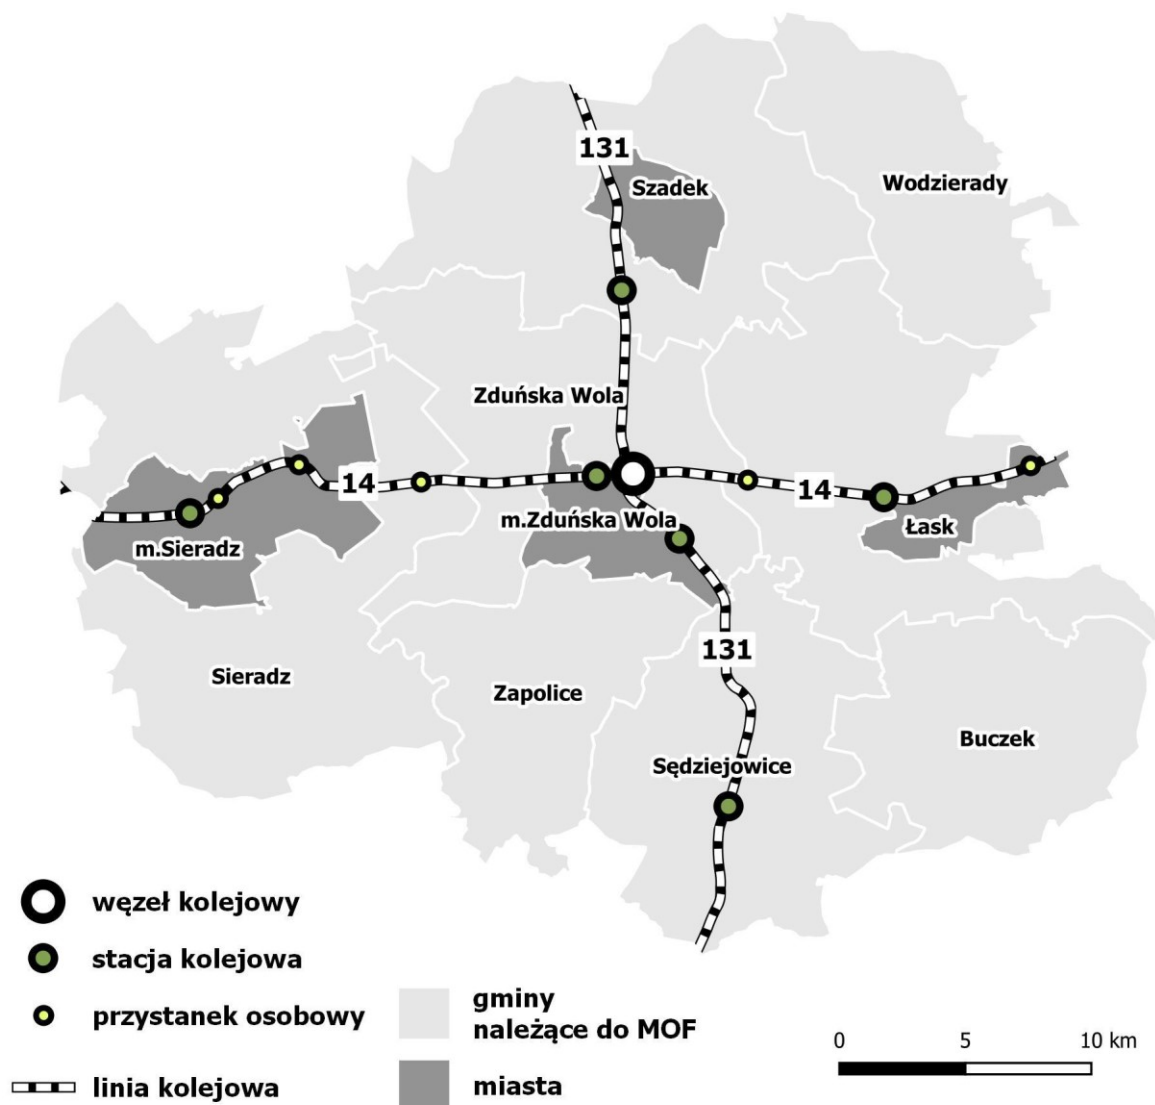 131
Szadek
Wodzierady
Zduńska Wola
14
14
m.Zduńska Wola
Łask
m.Sieradz
131
Sieradz
Zapolice
Buczek
Sędziejowice
węzeł kolejowy
stacja kolejowa
przystanek osobowy
linia kolejowa
gminy
należące do MOF
miasta
0 5 10 km